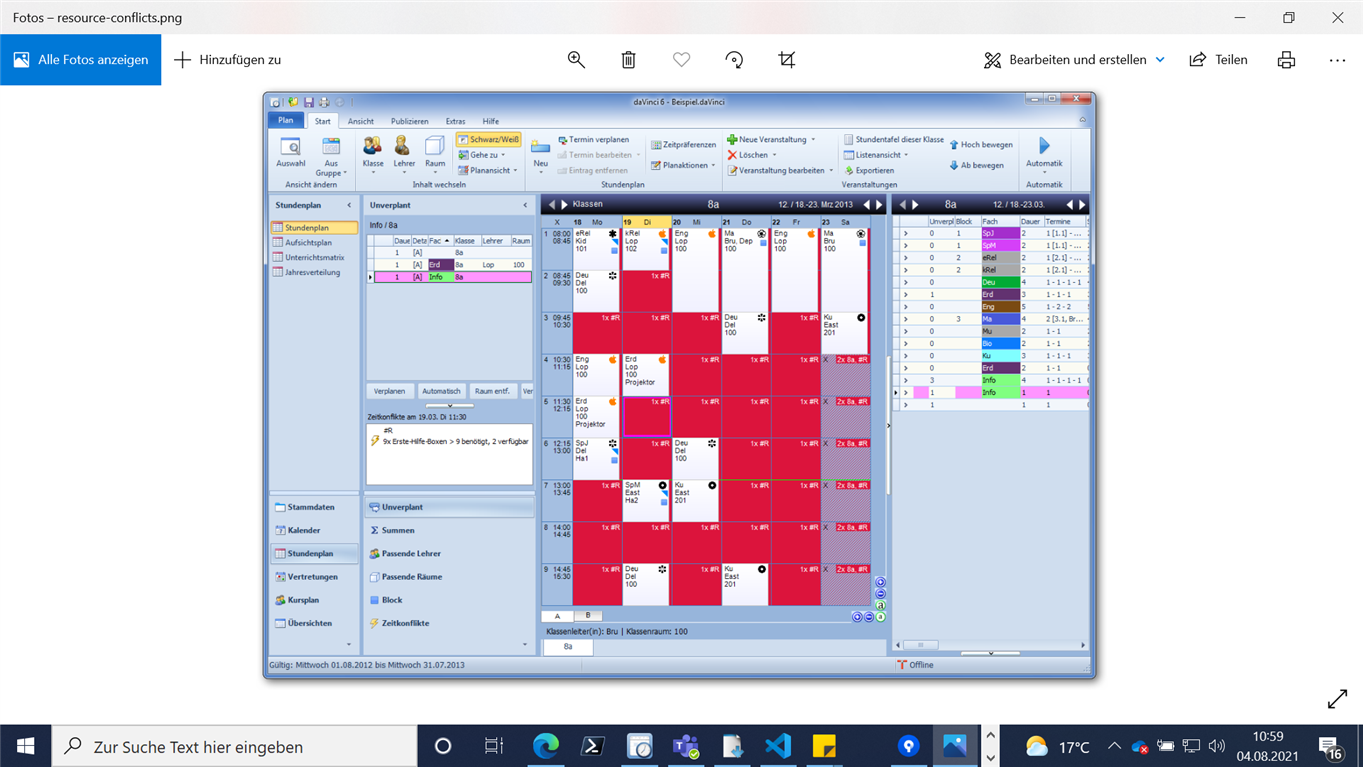 Fotos – resource-conflicts.png
Alle Fotos anzeigen
Hinzufügen zu
Bearbeiten und erstellen
Teilen
daVinci 6 - Beispiel.daVinci
Plan Start Ansicht Publizieren Extras Hilfe
Auswahl
Aus Gruppe
Ansicht ändern
Klasse
Lehrer
Raum
Schwarz/Weiß
Gehe zu
Planansicht
Inhalt wechseln
Neu
Termin verplanen
Termin bearbeiten
Eintrag entfernen
Zeitpräferenzen
Planaktionen
Stundenplan
Neue Veranstaltung
Löschen
Veranstaltung bearbeiten
Stundentafel dieser Klasse
Listenansicht
Exportieren
Hoch bewegen
Ab bewegen
Veranstaltungen
Automatik
Automatik
Stundenplan
Stundenplan
Aufsichtsplan
Unterrichtsmatrix
Jahresverteilung
Stammdaten
Kalender
Stundenplan
Vertretungen
Kursplan
Übersichten
Unverplant
Info / 8a
Daue Detz Fac Klasse Lehrer Raum
1 [A] 8a
1 [A] Erd 8a Lop 100
1 [A] Info 8a
Verplanen Automatisch Raum entf. Ver
Zeitkonflikte am 19.03. Di 11:30
#R
9x Erste-Hilfe-Boxen > 9 benötigt, 2 verfügbar
Unverplant
Σ Summen
Passende Lehrer
Passende Räume
Block
Zeitkonflikte
Klassen 8a 12. / 18.-23. Mrz 2013
X 18 Mo 19 Di 20 Mi 21 Do 22 Fr 23 Sa
1 08:00 eRel kRel Eng Ma Eng Ma
08:45 Kid Lop Lop Bru, Dep Lop Bru
101 102 100 100 100 100
2 08:45 Deu 1x #R
09:30 Del
100
3 09:45 1x #R 1x #R 1x #R Deu 1x #R Ku
10:30 Del East
100 201
4 10:30 Eng Erd 1x #R 1x #R 1x #R X 2x 8a, #R
11:15 Lop Lop
100 100
Projektor
5 11:30 Erd 1x #R 1x #R 1x #R 1x #R X 2x 8a, #R
12:15 Lop
100
Projektor
6 12:15 SpJ 1x #R Deu 1x #R 1x #R X 2x 8a, #R
13:00 Del Del
Ha1 100
7 13:00 1x #R SpM Ku 1x #R 1x #R X 2x 8a, #R
13:45 East East
Ha2 201
8 14:00 1x #R 1x #R 1x #R 1x #R 1x #R X 2x 8a, #R
14:45
9 14:45 1x #R Deu 1x #R Ku 1x #R X 2x 8a, #R
15:30 Del East
100 201
A B
Klassenleiter(in): Bru | Klassenraum: 100
8a
8a 12. / 18.-23.03.
Unverpl Block Fach Dauer Termine
0 1 SpJ 2 1 [1.1] - ...
0 1 SpM 2 1 [1.1] - ...
0 2 eRel 2 1 [2.1] - ...
0 2 kRel 2 1 [2.1] - ...
0 Deu 4 1 - 1 - 1 - 1
1 Erd 3 1 - 1 - 1
0 Eng 5 1 - 2 - 2
0 3 Ma 4 2 [3.1, Br...
0 Mu 2 1 - 1
0 Bio 2 1 - 1
0 Ku 3 1 - 1 - 1
0 Erd 2 1 - 1
3 Info 4 1 - 1 - 1 - 1
1 Info 1 1
1 1 1
Gültig: Mittwoch 01.08.2012 bis Mittwoch 31.07.2013
Offline
Zur Suche Text hier eingeben
17°C
10:59
04.08.2021
16